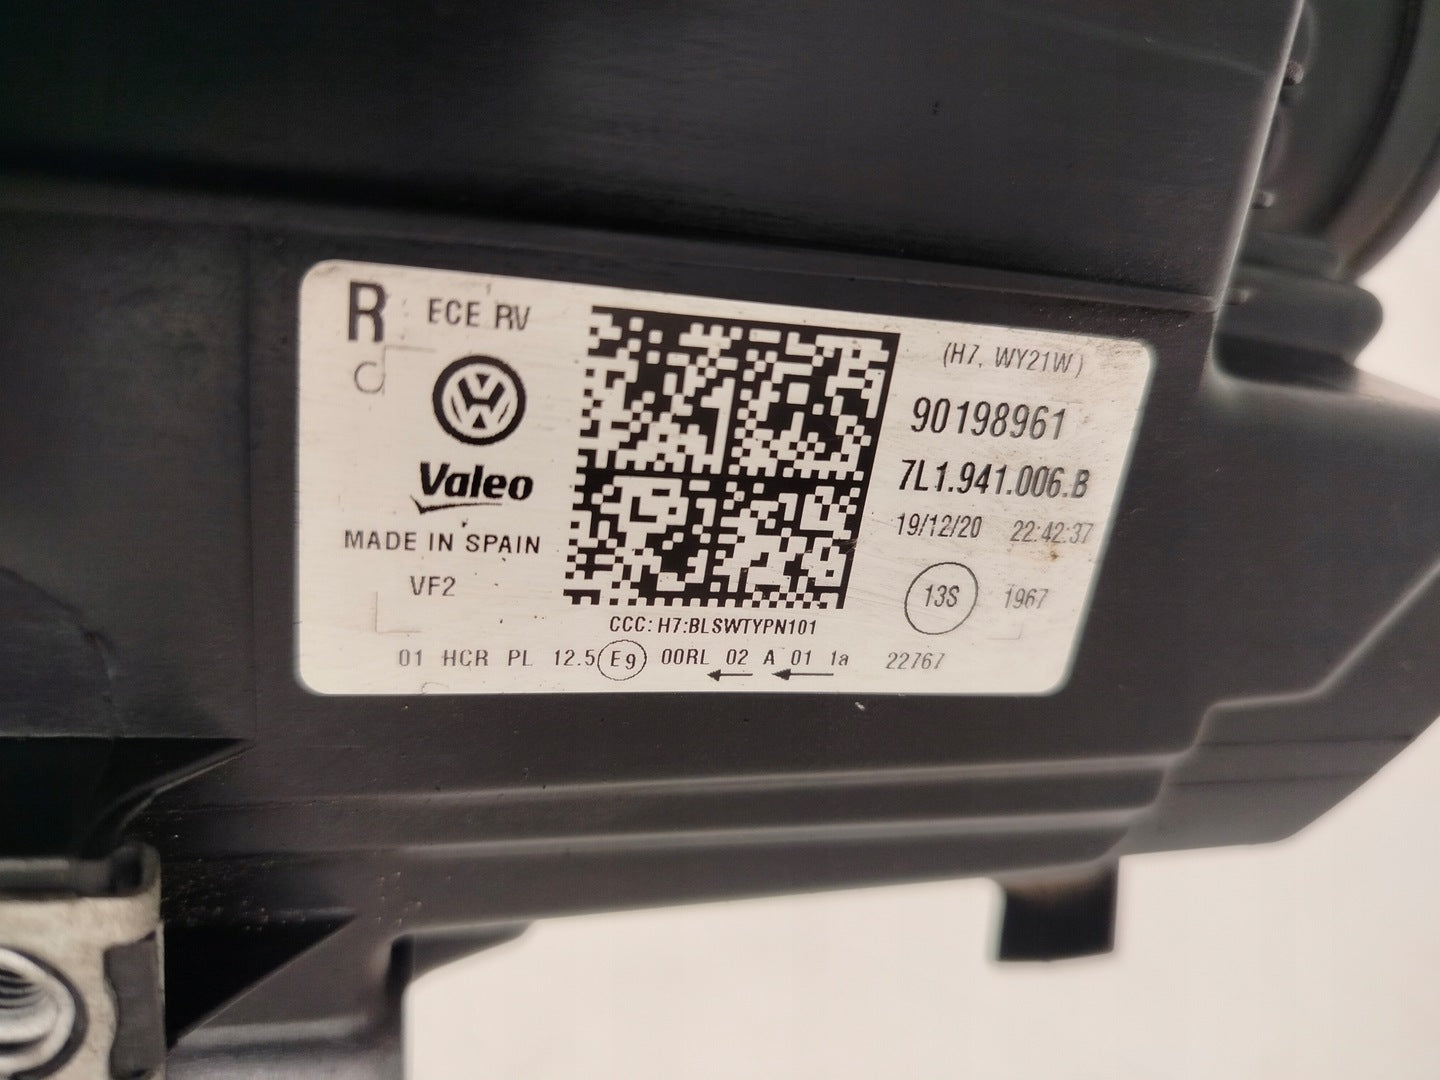 R ECE RV
Valeo
MADE IN SPAIN
VF2
(H7, WY21W)
90198961
7L1.941.006.B
19/12/20 22:42:37
13S 1967
CCC: H7:BLSWTYPN101
01 HCR PL 12.5 E9 00RL 02 A 01 1a 22767